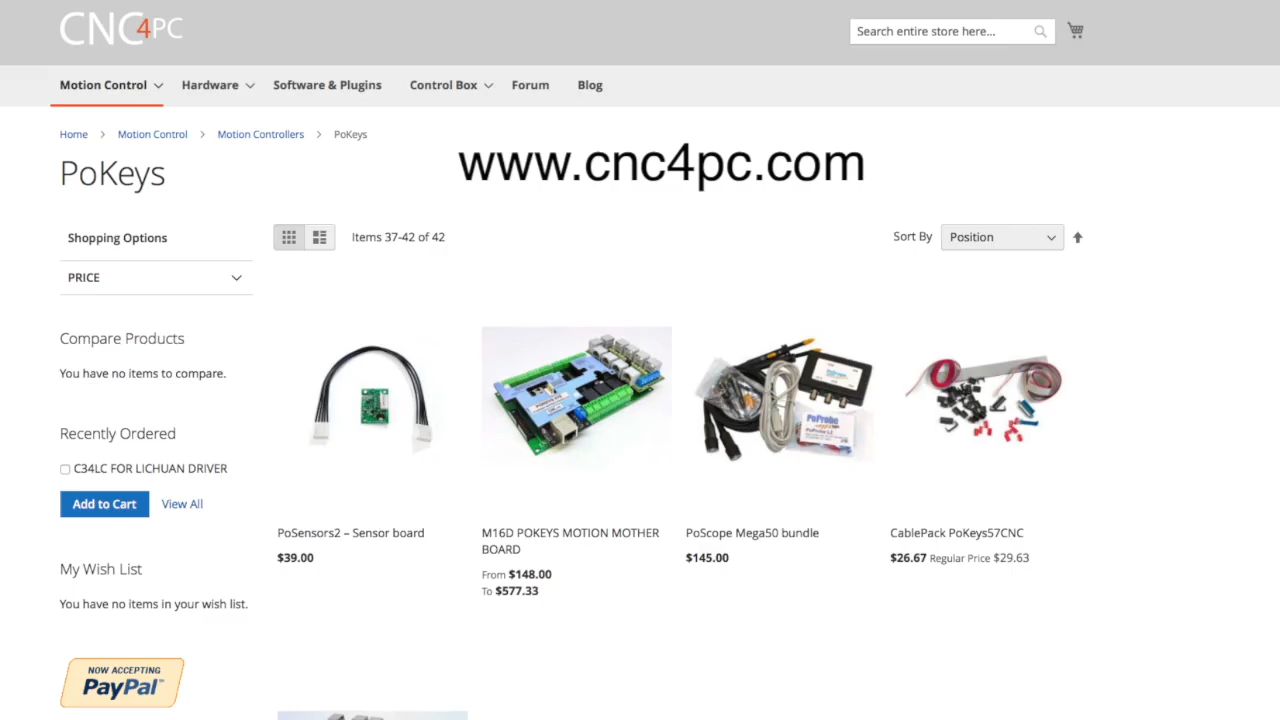 CNC4PC
Search entire store here...
Motion Control
Hardware
Software & Plugins
Control Box
Forum
Blog
Home > Motion Control > Motion Controllers > PoKeys
www.cnc4pc.com
PoKeys
Shopping Options
Items 37-42 of 42
Sort By
Position
PRICE
Compare Products
You have no items to compare.
Recently Ordered
C34LC FOR LICHUAN DRIVER
Add to Cart
View All
My Wish List
You have no items in your wish list.
NOW ACCEPTING
PayPal
PoProbe
PoSensors2 – Sensor board
$39.00
M16D POKEYS MOTION MOTHER
BOARD
From $148.00
To $577.33
PoScope Mega50 bundle
$145.00
CablePack PoKeys57CNC
$26.67 Regular Price $29.63